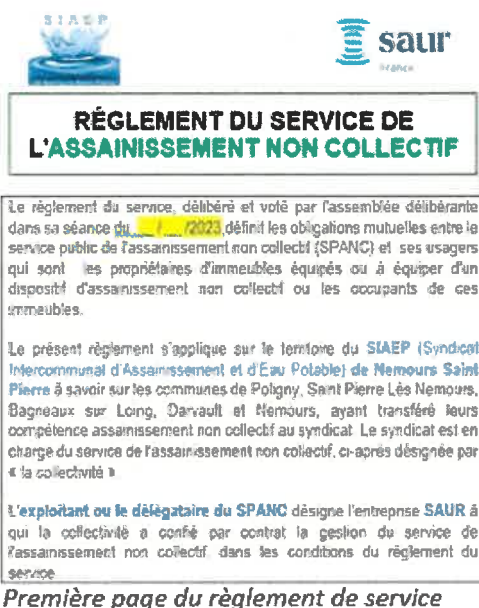 SIAEP
saur
France
RÉGLEMENT DU SERVICE DE
L'ASSAINISSEMENT NON COLLECTIF
Le règlement du service, délibéré et voté par l'assemblée délibérante
dans sa séance du __ / __ /2023 définit les obligations mutuelles entre le
service public de l'assainissement non collectif (SPANC) et ses usagers
qui sont les propriétaires d'immeubles équipés ou à équiper d'un
dispositif d'assainissement non collectif ou les occupants de ces
immeubles.
Le présent règlement s'applique sur le territoire du SIAEP (Syndicat
Intercommunal d'Assainissement et d'Eau Potable) de Nemours Saint
Pierre à savoir sur les communes de Poligny, Saint Pierre Lès Nemours,
Bagneaux sur Loing, Darvault et Nemours, ayant transféré leurs
compétence assainissement non collectif au syndicat. Le syndicat est en
charge du service de l'assainissement non collectif, ci-après désignée par
« la collectivité »
L'exploitant ou le délégataire du SPANC désigne l'entreprise SAUR à
qui la collectivité a confié par contrat la gestion du service de
l'assainissement non collectif dans les conditions du règlement du
service
Première page du règlement de service